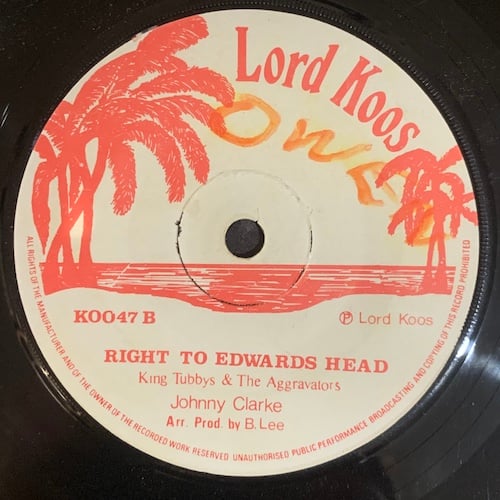 Lord Koos
OWEN
KOO47 B
℗ Lord Koos
RIGHT TO EDWARDS HEAD
King Tubbys & The Aggravators
Johnny Clarke
Arr. Prod. by B. Lee
ALL RIGHTS OF THE MANUFACTURER AND OF THE OWNER OF THE RECORDED WORK RESERVED UNAUTHORISED PUBLIC PERFORMANCE BROADCASTING AND COPYING OF THIS RECORD PROHIBITED